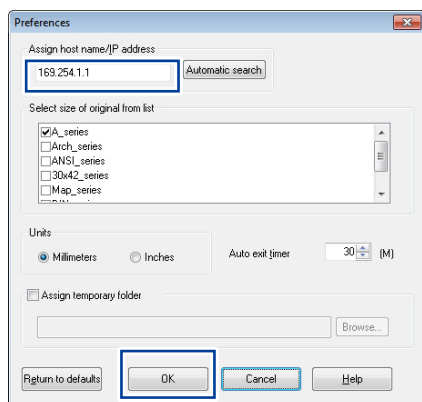 Preferences
Assign host name/IP address
169.254.1.1
Automatic search
Select size of original from list
A_series
Arch_series
ANSI_series
30x42_series
Map_series
Units
Millimeters
Inches
Auto exit timer
30
(M)
Assign temporary folder
Browse...
Return to defaults
OK
Cancel
Help